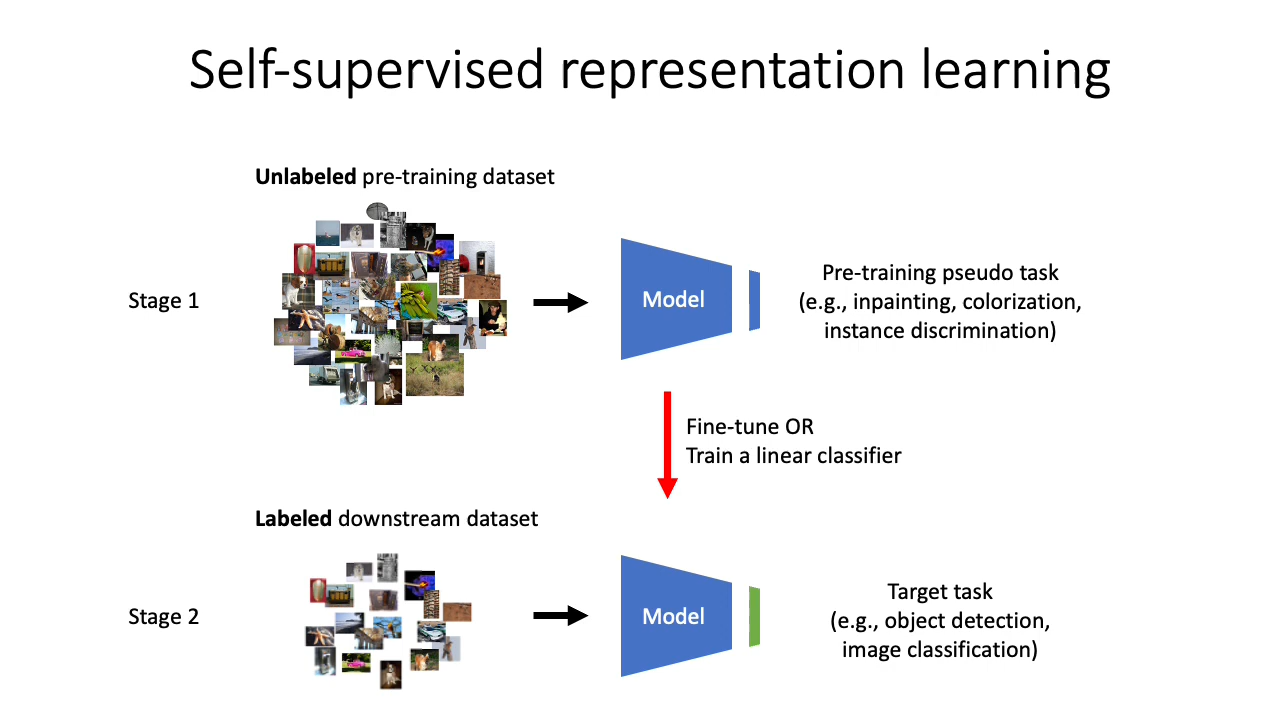 Self-supervised representation learning
Unlabeled pre-training dataset
Stage 1
Model
Pre-training pseudo task
(e.g., inpainting, colorization,
instance discrimination)
Fine-tune OR
Train a linear classifier
Labeled downstream dataset
Stage 2
Model
Target task
(e.g., object detection,
image classification)